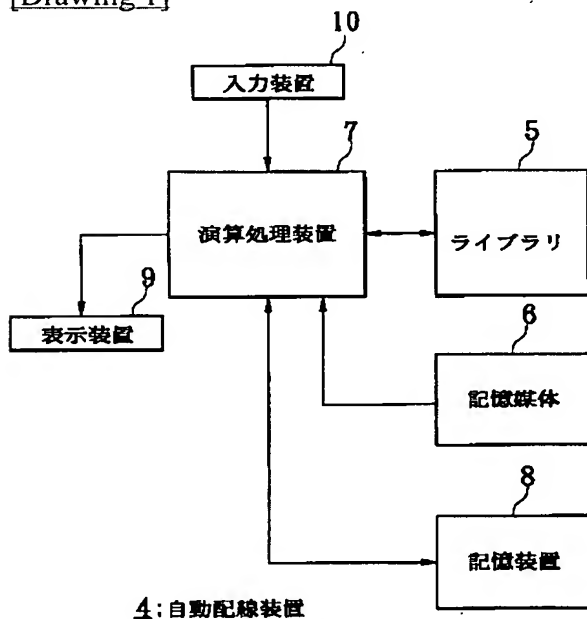 [Drawing 1]
10
入力装置
7
5
演算処理装置
ライブラリ
9
表示装置
6
記憶媒体
8
記憶装置
4:自動配線装置